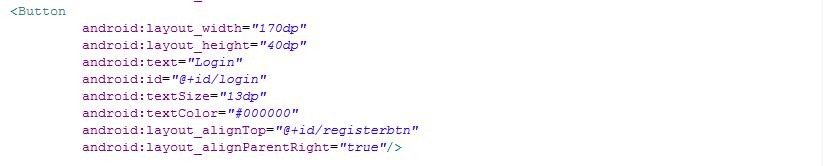 <Button
android:layout_width="170dp"
android:layout_height="40dp"
android:text="Login"
android:id="@+id/login"
android:textSize="13dp"
android:textColor="#000000"
android:layout_alignTop="@+id/registerbtn"
android:layout_alignParentRight="true"/>